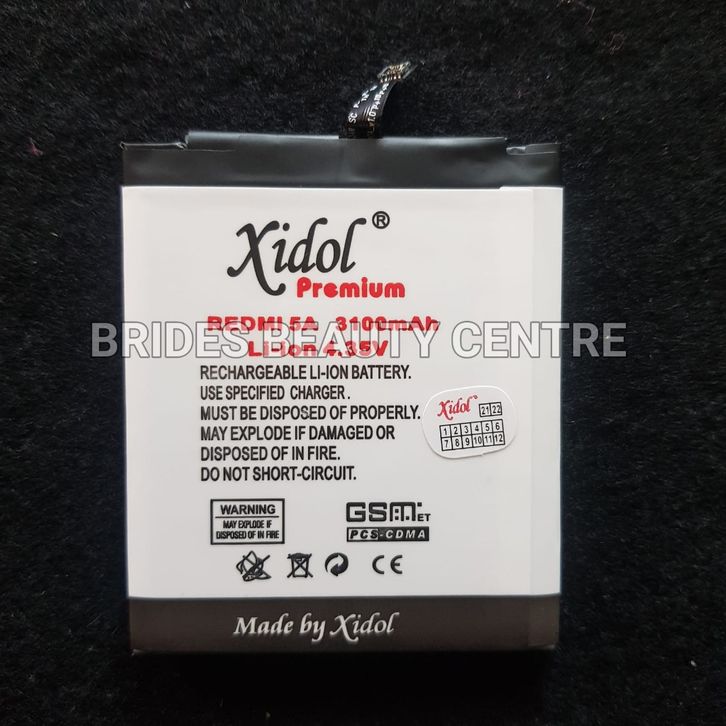 Xidol®
Premium
REDMI 5A 3100mAh
BRIDES BEAUTY CENTRE
Li-Ion 4.35V
RECHARGEABLE LI-ION BATTERY.
USE SPECIFIED CHARGER.
MUST BE DISPOSED OF PROPERLY.
MAY EXPLODE IF DAMAGED OR
DISPOSED OF IN FIRE.
DO NOT SHORT-CIRCUIT.
Xidol 21 22
1 2 3 4 5 6
7 8 9 10 11 12
WARNING
MAY EXPLODE IF
DISPOSED OF IN FIRE
GSM ET
PCS-CDMA
CE
Made by Xidol